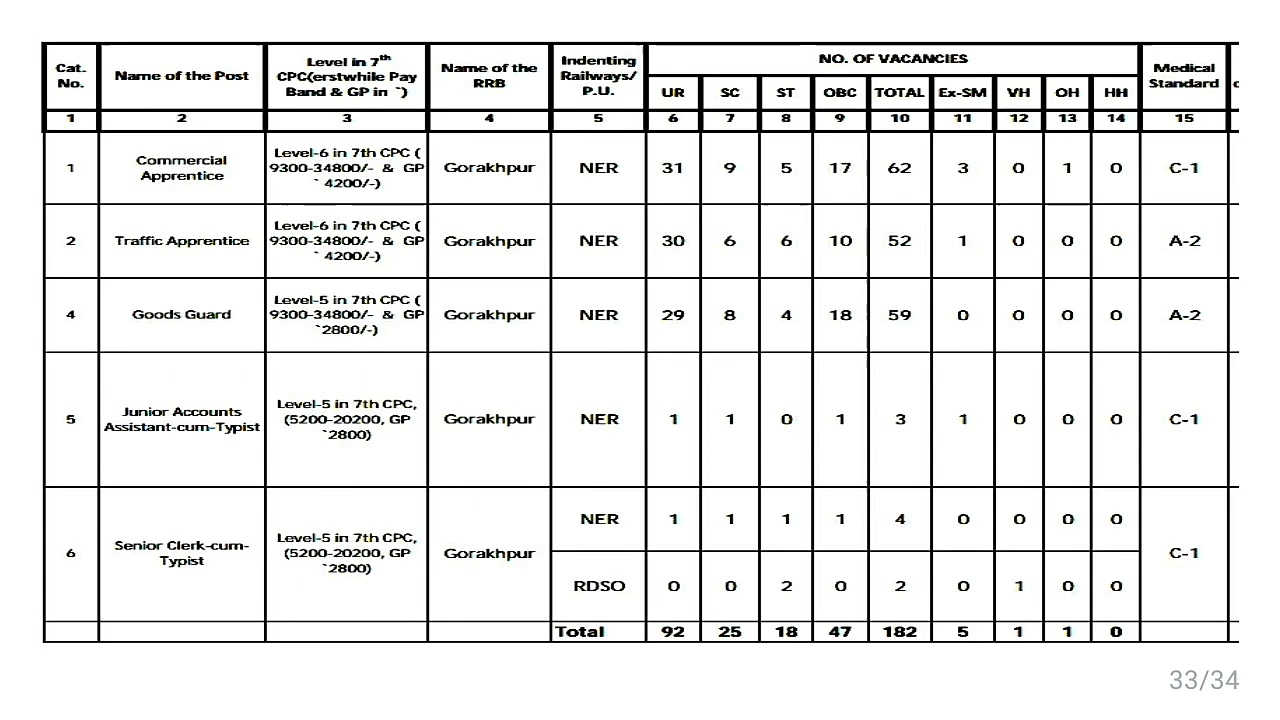 Cat. No. | Name of the Post | Level in 7th CPC(erstwhile Pay Band & GP in `) | Name of the RRB | Indenting Railways/ P.U. | NO. OF VACANCIES | Medical Standard
UR | SC | ST | OBC | TOTAL | Ex-SM | VH | OH | HH
1 | 2 | 3 | 4 | 5 | 6 | 7 | 8 | 9 | 10 | 11 | 12 | 13 | 14 | 15
1 | Commercial Apprentice | Level-6 in 7th CPC ( 9300-34800/- & GP ` 4200/-) | Gorakhpur | NER | 31 | 9 | 5 | 17 | 62 | 3 | 0 | 1 | 0 | C-1
2 | Traffic Apprentice | Level-6 in 7th CPC ( 9300-34800/- & GP ` 4200/-) | Gorakhpur | NER | 30 | 6 | 6 | 10 | 52 | 1 | 0 | 0 | 0 | A-2
4 | Goods Guard | Level-5 in 7th CPC ( 9300-34800/- & GP `2800/-) | Gorakhpur | NER | 29 | 8 | 4 | 18 | 59 | 0 | 0 | 0 | 0 | A-2
5 | Junior Accounts Assistant-cum-Typist | Level-5 in 7th CPC, (5200-20200, GP `2800) | Gorakhpur | NER | 1 | 1 | 0 | 1 | 3 | 1 | 0 | 0 | 0 | C-1
6 | Senior Clerk-cum-Typist | Level-5 in 7th CPC, (5200-20200, GP `2800) | Gorakhpur | NER | 1 | 1 | 1 | 1 | 4 | 0 | 0 | 0 | 0 | C-1
RDSO | 0 | 0 | 2 | 0 | 2 | 0 | 1 | 0 | 0
Total | 92 | 25 | 18 | 47 | 182 | 5 | 1 | 1 | 0
33/34